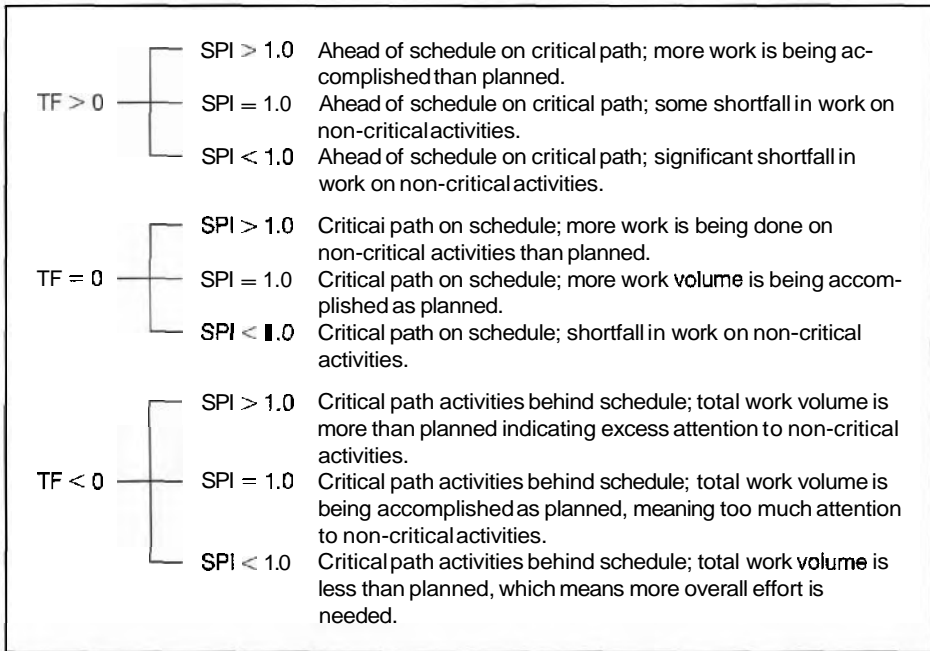 SPI > 1.0 Ahead of schedule on critical path; more work is being ac-
complished than planned.
TF > 0 SPI = 1.0 Ahead of schedule on critical path; some shortfall in work on
non-critical activities.
SPI < 1.0 Ahead of schedule on critical path; significant shortfall in
work on non-critical activities.
SPI > 1.0 Criticai path on schedule; more work is being done on
non-critical activities than planned.
TF = 0 SPI = 1.0 Critical path on schedule; more work volume is being accom-
plished as planned.
SPI < 1.0 Critical path on schedule; shortfall in work on non-critical
activities.
SPI > 1.0 Critical path activities behind schedule; total work volume is
more than planned indicating excess attention to non-critical
activities.
TF < 0 SPI = 1.0 Critical path activities behind schedule; total work volume is
being accomplished as planned, meaning too much attention
to non-critical activities.
SPI < 1.0 Critical path activities behind schedule; total work volume is
less than planned, which means more overall effort is
needed.